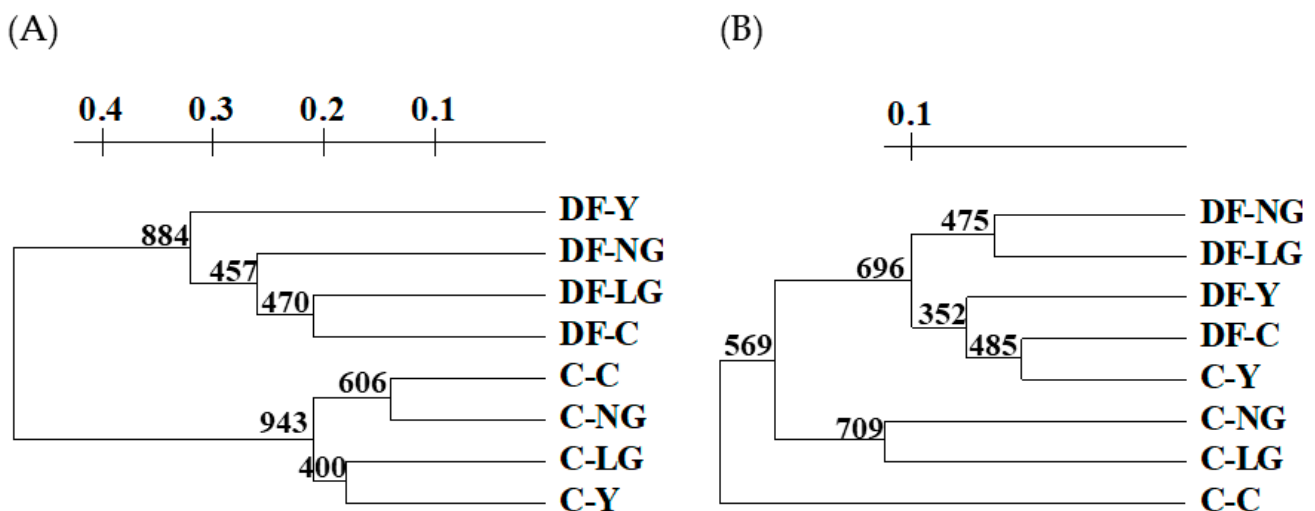 (A)
0.4 0.3 0.2 0.1
DF-Y
884
DF-NG
457
DF-LG
470
DF-C
C-C
606
C-NG
943
C-LG
400
C-Y
(B)
0.1
DF-NG
475
DF-LG
696
DF-Y
352
DF-C
485
569
C-Y
C-NG
709
C-LG
C-C